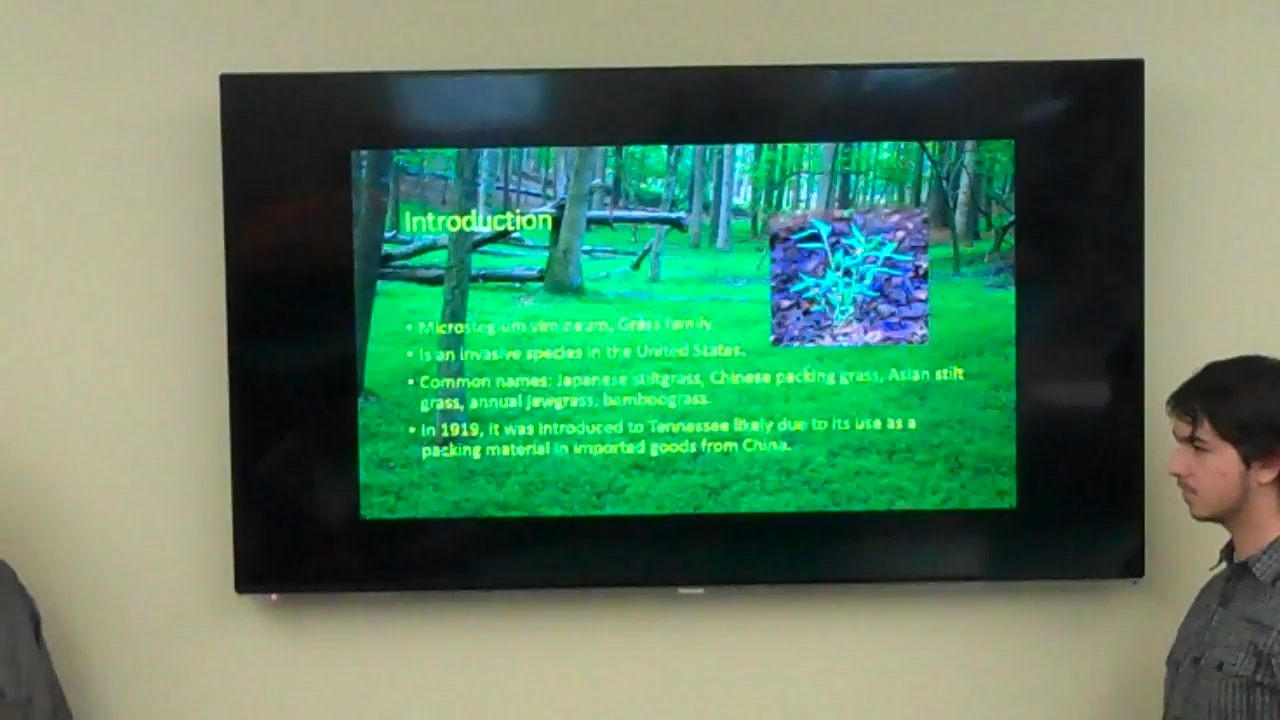 Introduction
• Microstegium vimineum, Grass family.
• Is an invasive species in the United States.
• Common names: Japanese stiltgrass, Chinese packing grass, Asian stilt
grass, annual jewgrass, bamboograss.
• In 1919, it was introduced to Tennessee likely due to its use as a
packing material in imported goods from China.